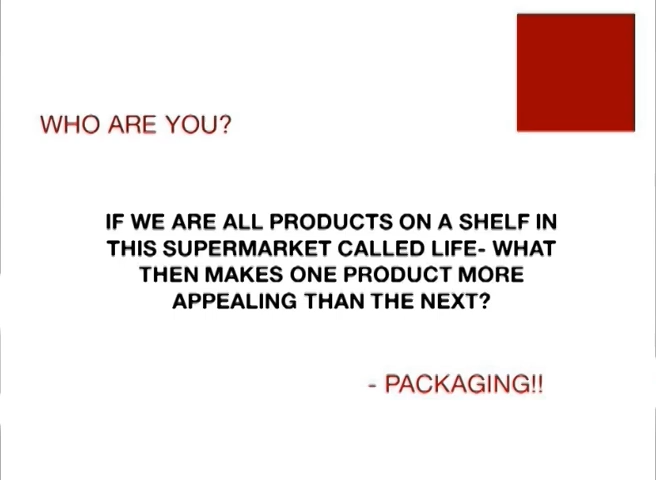 WHO ARE YOU?
IF WE ARE ALL PRODUCTS ON A SHELF IN
THIS SUPERMARKET CALLED LIFE- WHAT
THEN MAKES ONE PRODUCT MORE
APPEALING THAN THE NEXT?
- PACKAGING!!